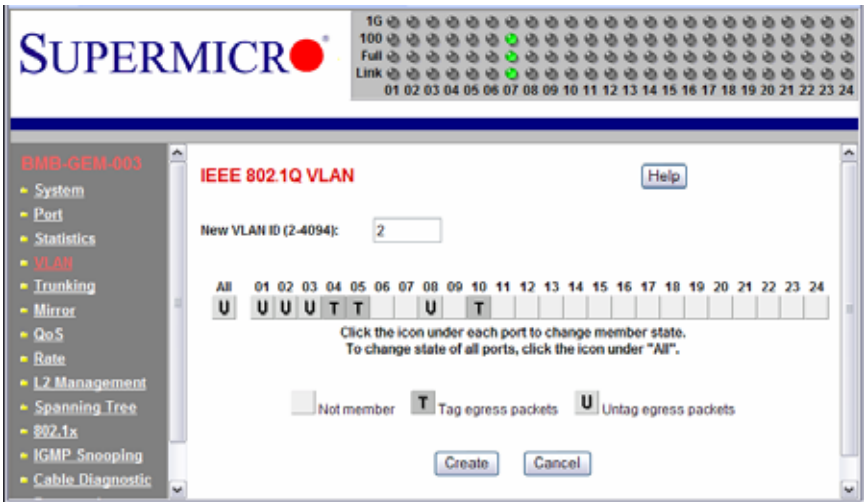 SUPERMICR
1G
100
Full
Link
01 02 03 04 05 06 07 08 09 10 11 12 13 14 15 16 17 18 19 20 21 22 23 24
BMB-GEM-003
System
Port
Statistics
VLAN
Trunking
Mirror
QoS
Rate
L2 Management
Spanning Tree
802.1x
IGMP Snooping
Cable Diagnostic
IEEE 802.1Q VLAN
Help
New VLAN ID (2-4094): 2
All 01 02 03 04 05 06 07 08 09 10 11 12 13 14 15 16 17 18 19 20 21 22 23 24
U U U U T T U T
Click the icon under each port to change member state.
To change state of all ports, click the icon under "All".
Not member T Tag egress packets U Untag egress packets
Create Cancel